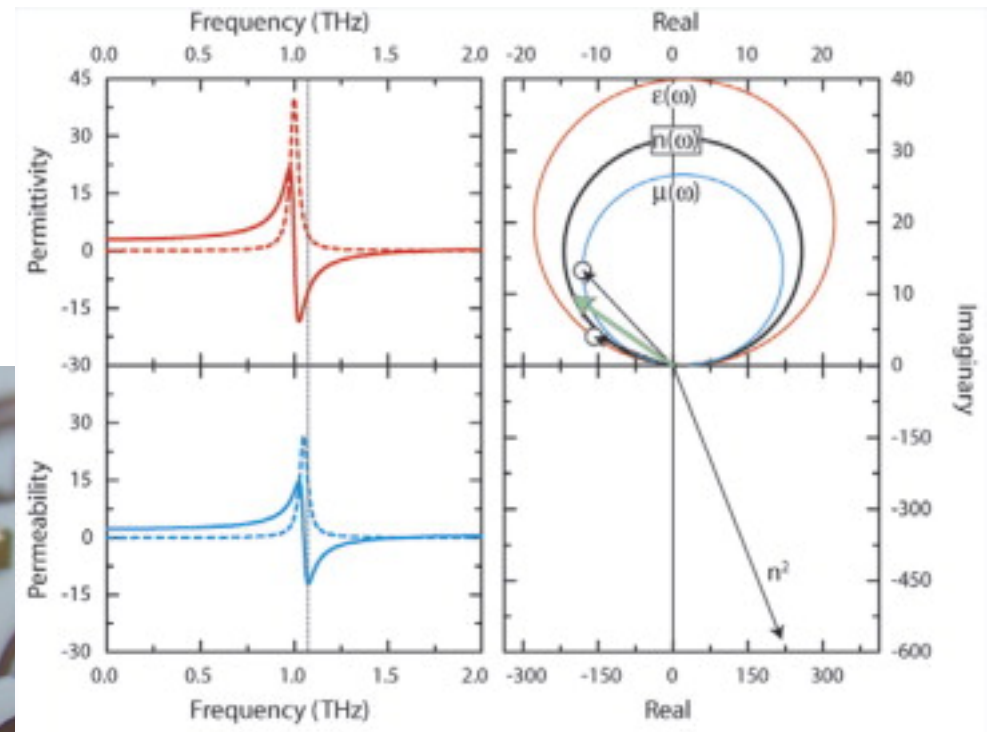 Frequency (THz)
Real
0.0 0.5 1.0 1.5 2.0
-20 -10 0 10 20
45
30
15
0
-15
-30
Permittivity
ε(ω)
n(ω)
μ(ω)
40
30
20
10
0
Imaginary
30
15
0
-15
-30
Permeability
n²
-150
-300
-450
-600
0.0 0.5 1.0 1.5 2.0
-300 -150 0 150 300
Frequency (THz)
Real